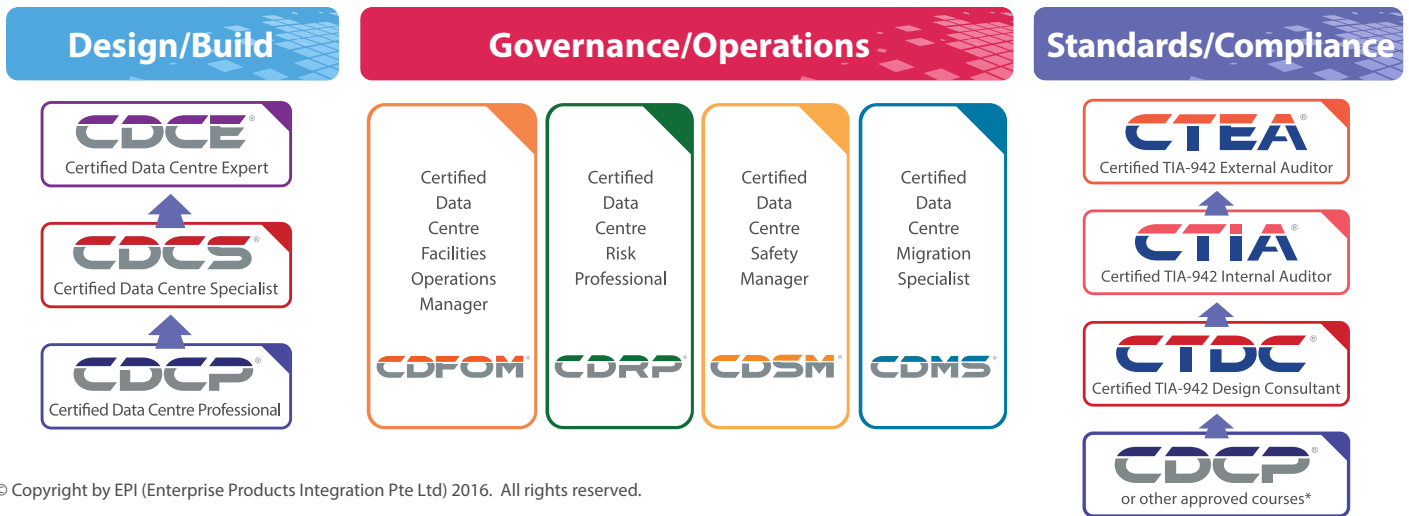 Design/Build
CDCE®
Certified Data Centre Expert
CDCS®
Certified Data Centre Specialist
CDCP®
Certified Data Centre Professional
Governance/Operations
Certified
Data
Centre
Facilities
Operations
Manager
CDFOM®
Certified
Data
Centre
Risk
Professional
CDRP®
Certified
Data
Centre
Safety
Manager
CDSM®
Certified
Data
Centre
Migration
Specialist
CDMS®
Standards/Compliance
CTEA®
Certified TIA-942 External Auditor
CTIA®
Certified TIA-942 Internal Auditor
CTDC®
Certified TIA-942 Design Consultant
CDCP®
or other approved courses*
© Copyright by EPI (Enterprise Products Integration Pte Ltd) 2016. All rights reserved.